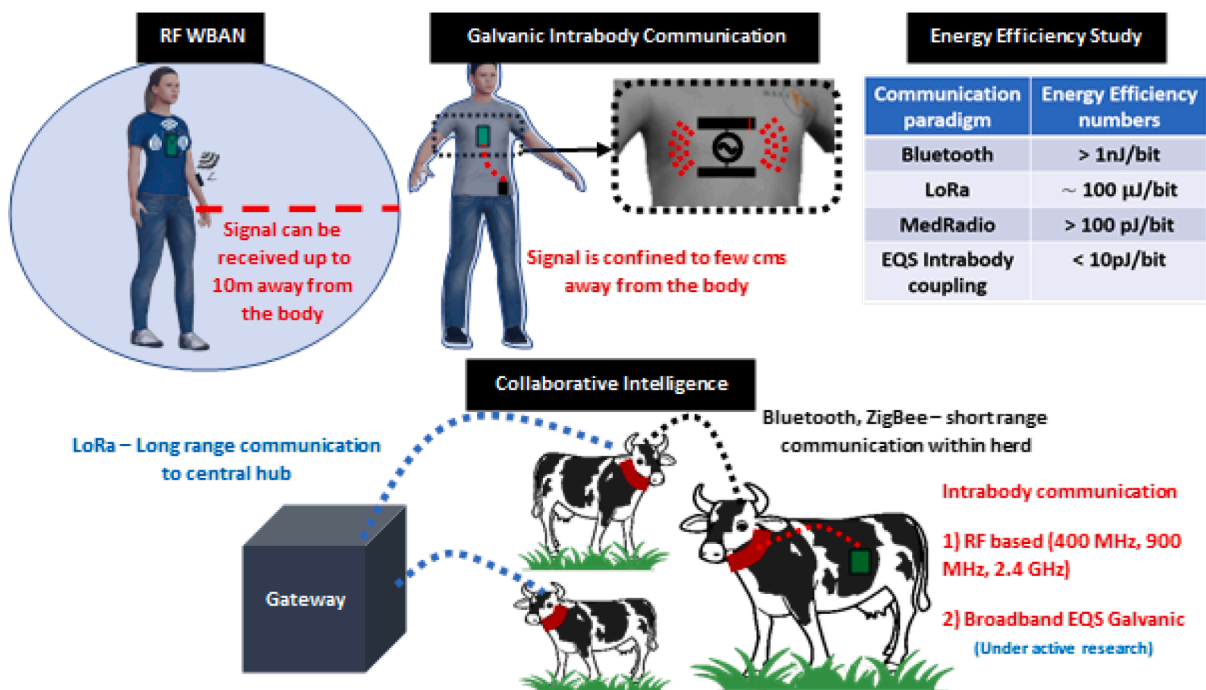 RF WBAN
Signal can be
received up to
10m away from
the body
Galvanic Intrabody Communication
Signal is confined to few cms
away from the body
Energy Efficiency Study
Communication paradigm
Energy Efficiency numbers
Bluetooth
> 1nJ/bit
LoRa
~ 100 µJ/bit
MedRadio
> 100 pJ/bit
EQS Intrabody coupling
< 10pJ/bit
Collaborative Intelligence
LoRa – Long range communication
to central hub
Gateway
Bluetooth, ZigBee – short range
communication within herd
Intrabody communication
1) RF based (400 MHz, 900
MHz, 2.4 GHz)
2) Broadband EQS Galvanic
(Under active research)